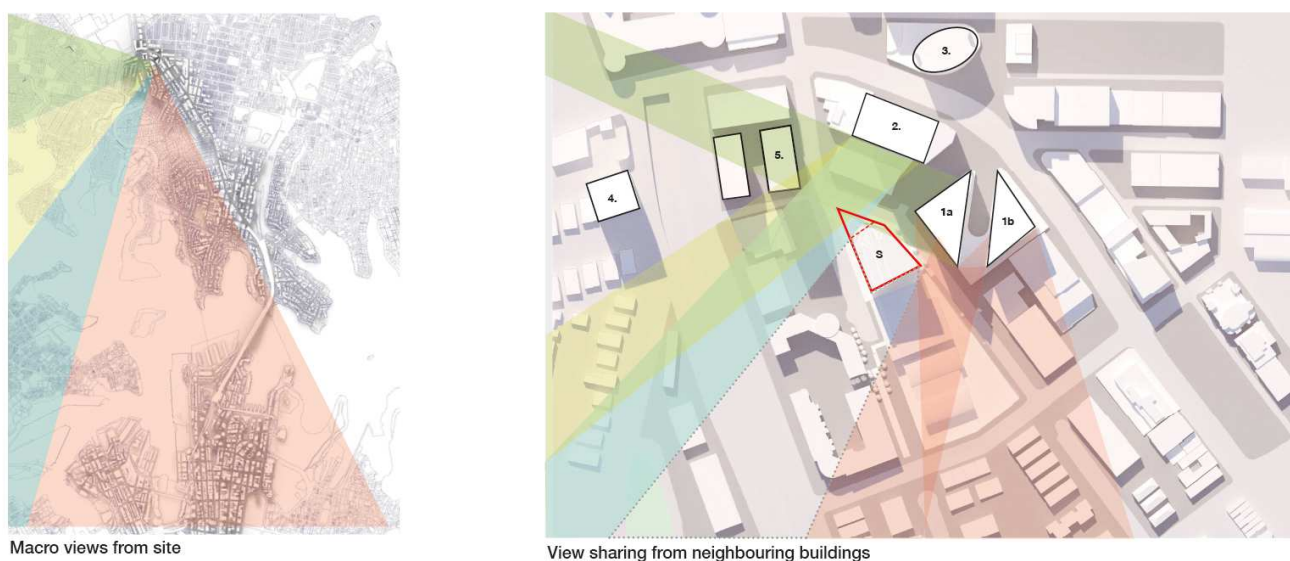 3.
2.
5.
4.
1a
1b
S
Macro views from site
View sharing from neighbouring buildings